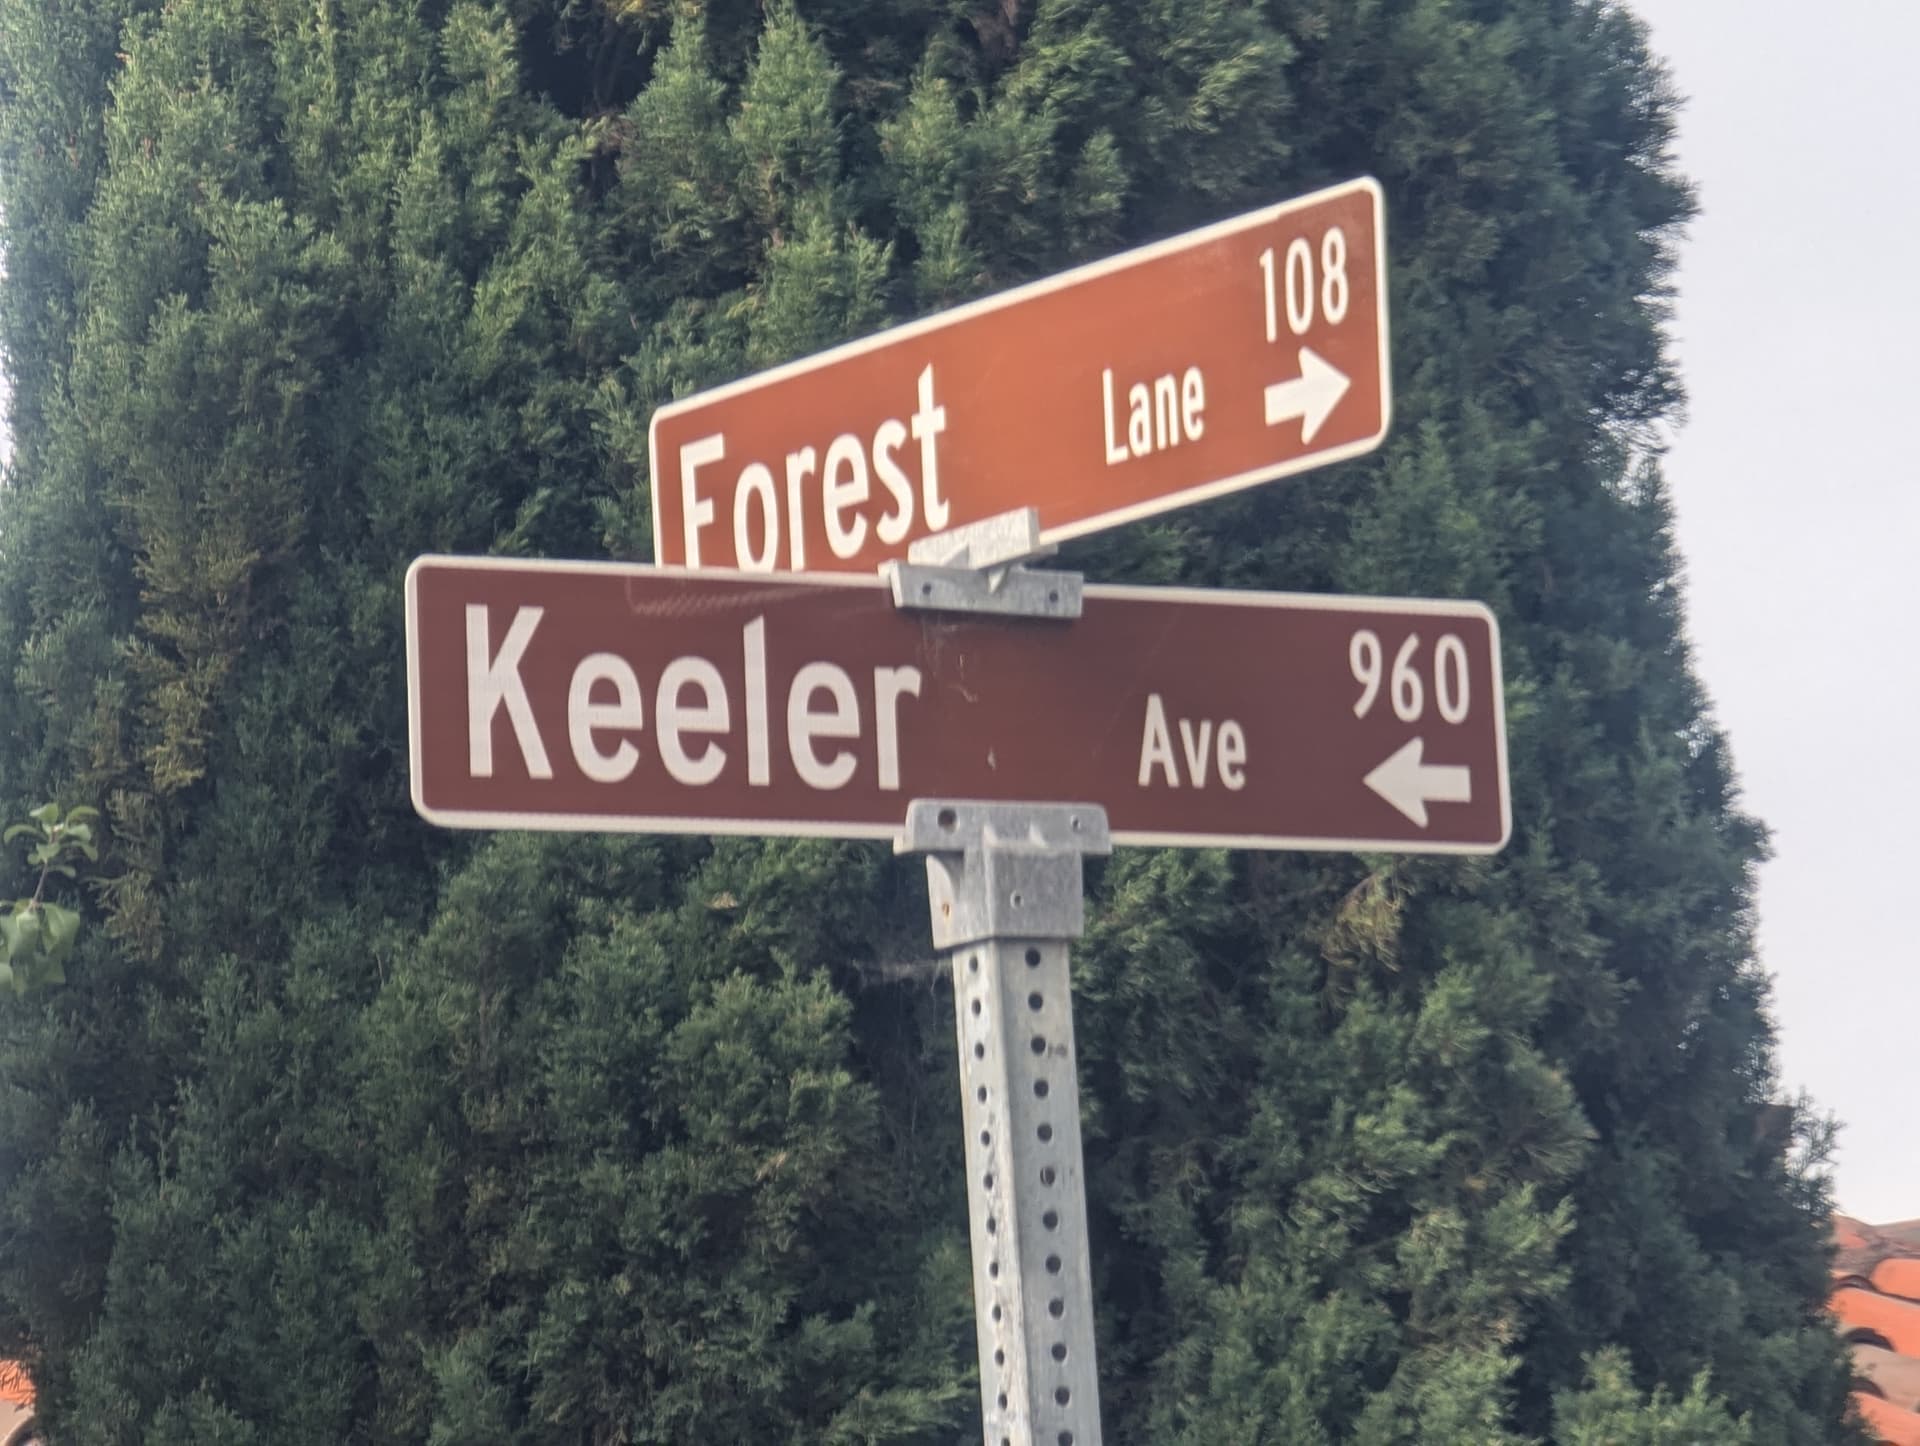 108
Forest Lane →
960
Keeler Ave ←